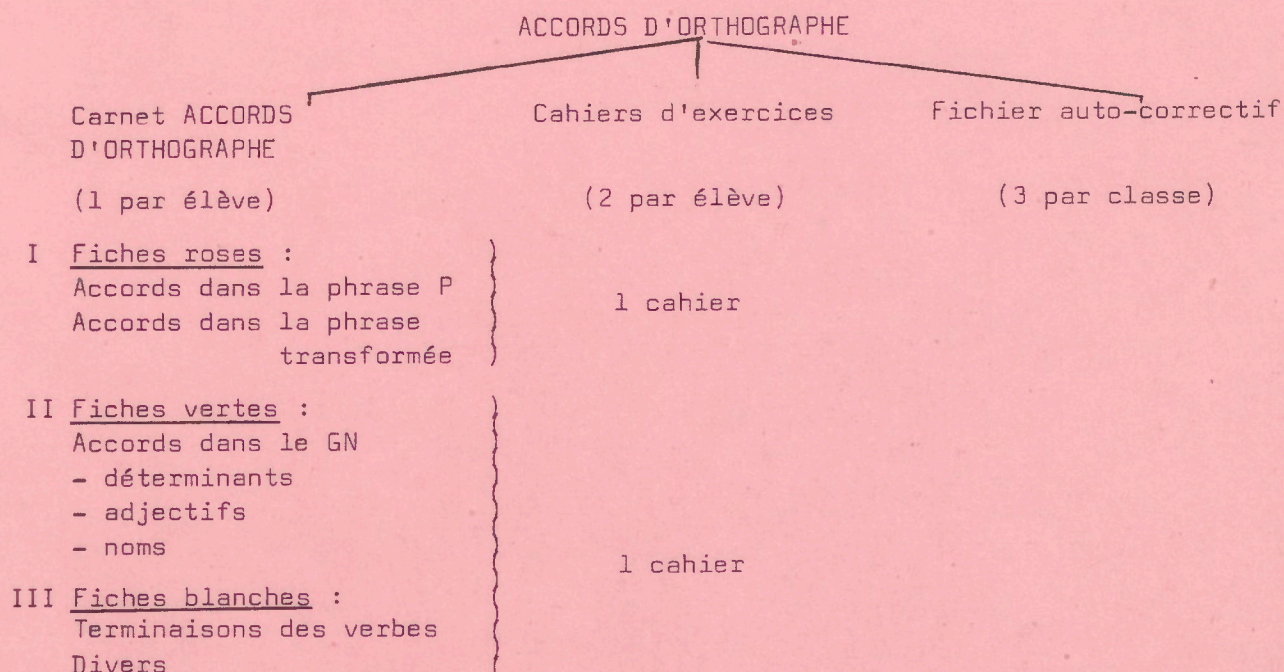 ACCORDS D'ORTHOGRAPHE
Carnet ACCORDS
D'ORTHOGRAPHE
(1 par élève)
Cahiers d'exercices
(2 par élève)
Fichier auto-correctif
(3 par classe)
I Fiches roses :
Accords dans la phrase P
Accords dans la phrase
transformée
1 cahier
II Fiches vertes :
Accords dans le GN
- déterminants
- adjectifs
- noms
III Fiches blanches :
Terminaisons des verbes
Divers
1 cahier